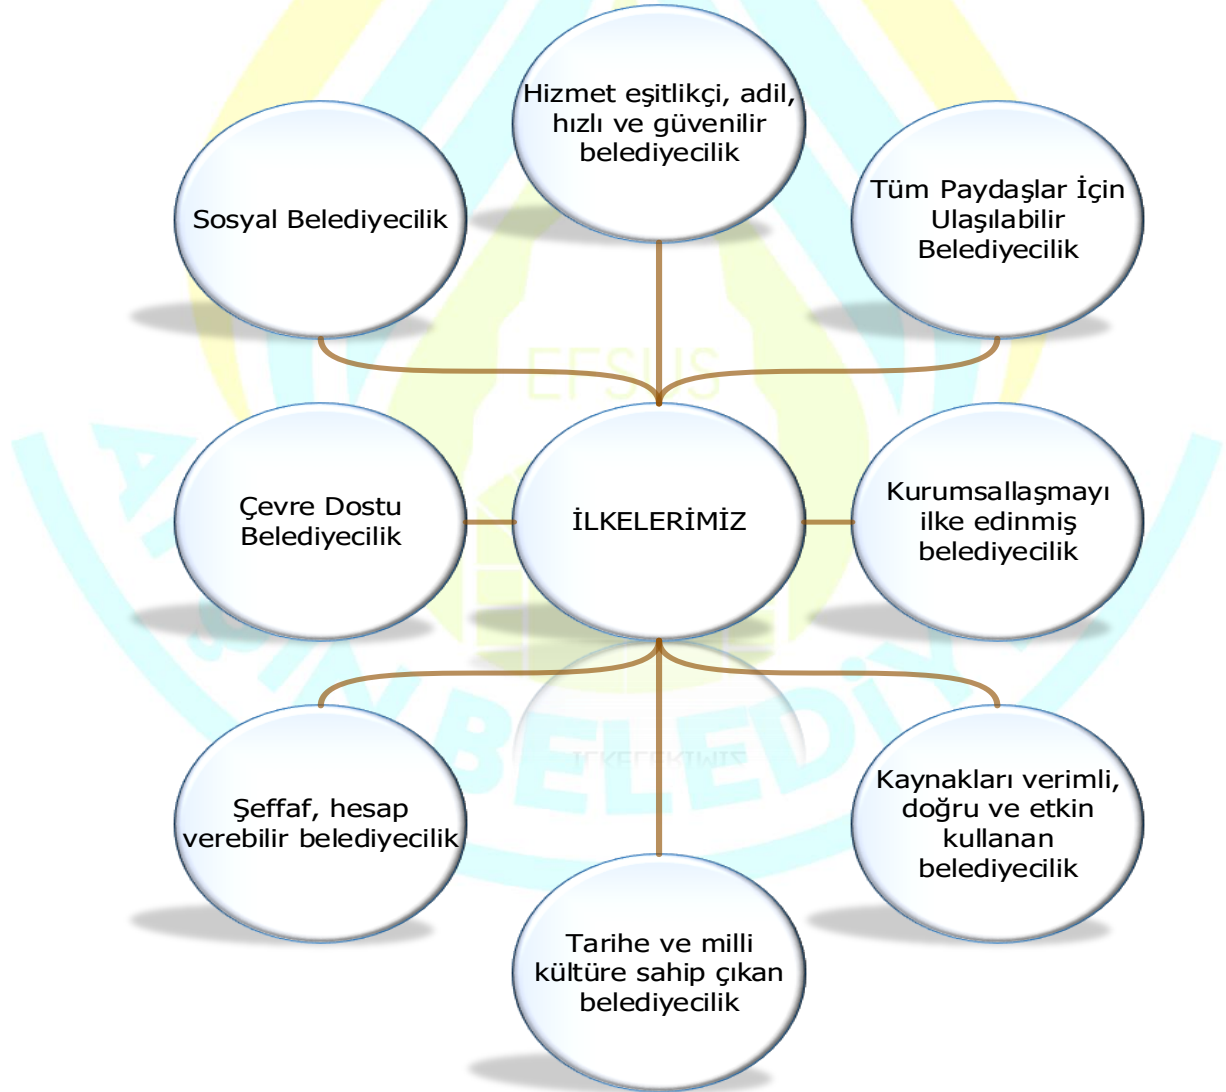 Hizmet eşitlikçi, adil,
hızlı ve güvenilir
belediyecilik
Sosyal Belediyecilik
Tüm Paydaşlar İçin
Ulaşılabilir
Belediyecilik
EFSUS
Çevre Dostu
Belediyecilik
İLKELERİMİZ
Kurumsallaşmayı
ilke edinmiş
belediyecilik
Şeffaf, hesap
verebilir belediyecilik
Kaynakları verimli,
doğru ve etkin
kullanan
belediyecilik
Tarihe ve milli
kültüre sahip çıkan
belediyecilik